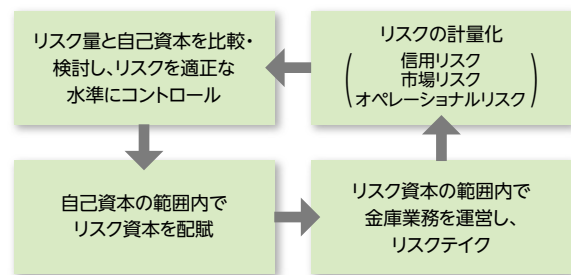 リスク量と自己資本を比較・
検討し、リスクを適正な
水準にコントロール
リスクの計量化
信用リスク
市場リスク
オペレーショナルリスク
自己資本の範囲内で
リスク資本を配賦
リスク資本の範囲内で
金庫業務を運営し、
リスクテイク